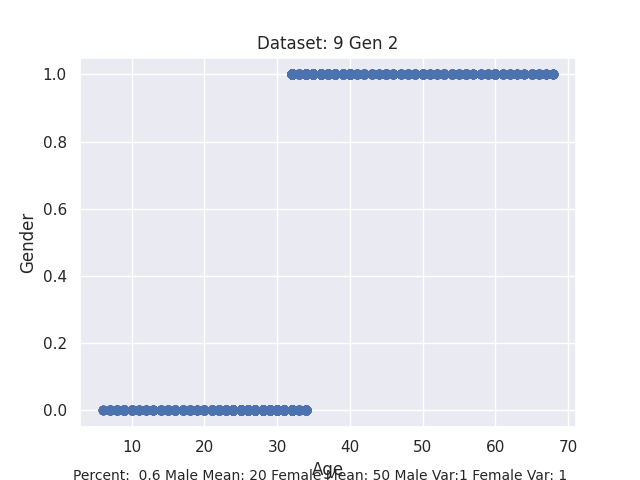 Dataset: 9 Gen 2
1.0
0.8
0.6
0.4
0.2
0.0
Gender
10 20 30 40 50 60 70
Age
Percent: 0.6 Male Mean: 20 Female Mean: 50 Male Var:1 Female Var: 1